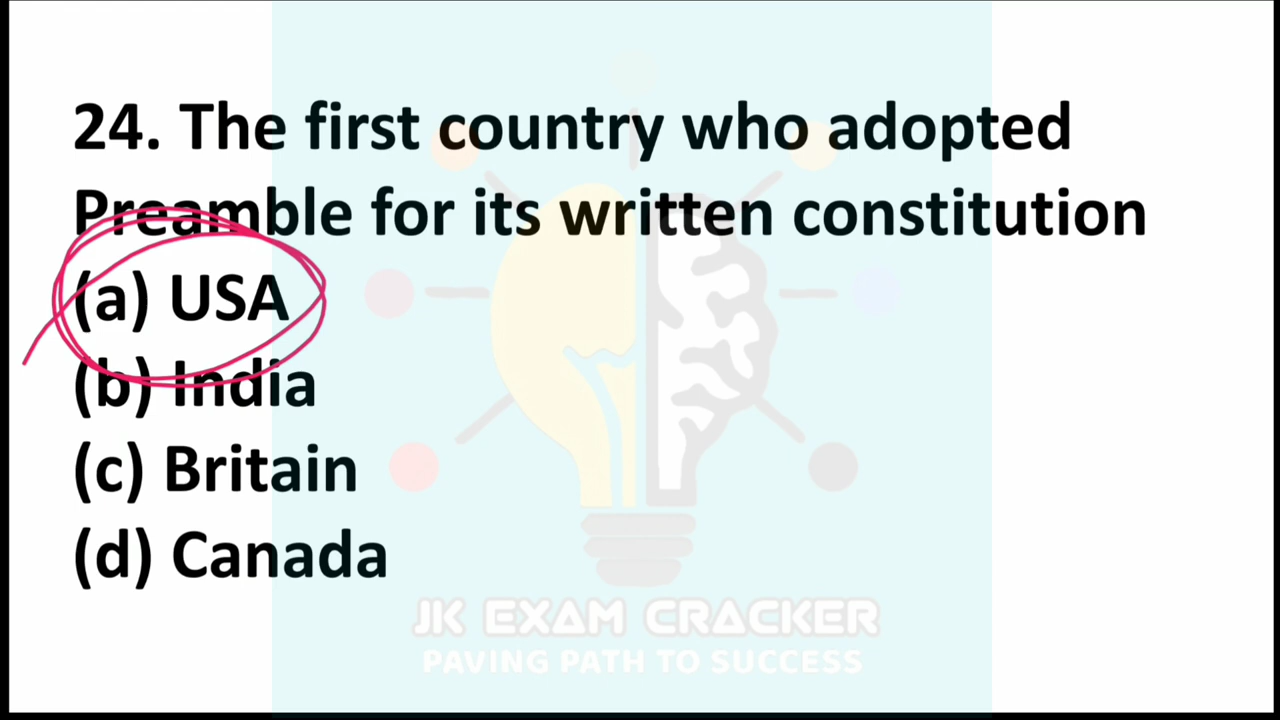 24. The first country who adopted
Preamble for its written constitution
(a) USA
(b) India
(c) Britain
(d) Canada
JK EXAM CRACKER
PAVING PATH TO SUCCESS